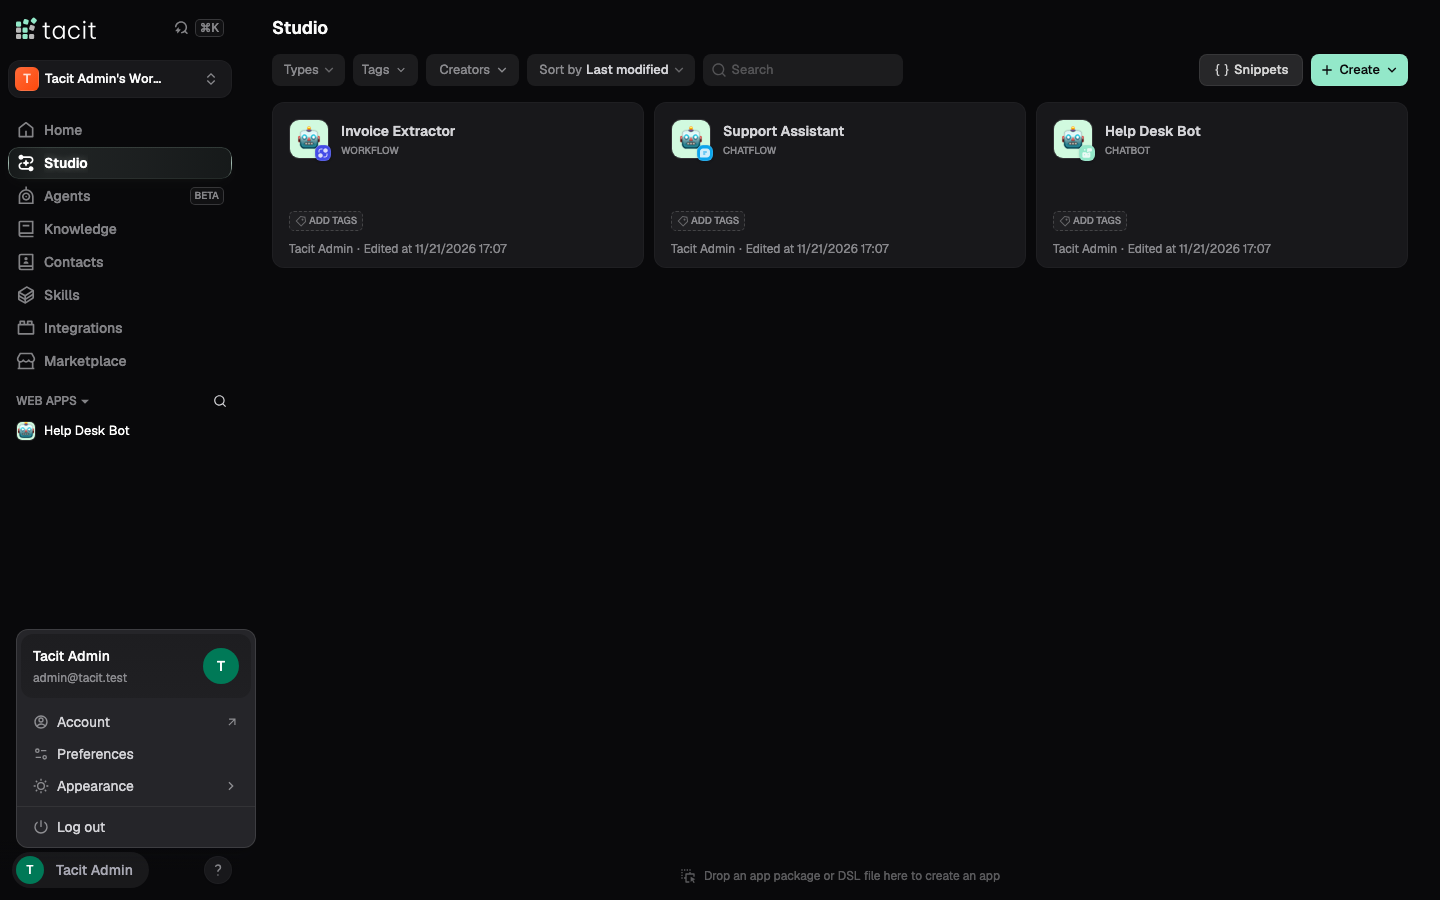 tacit
⌘K
T Tacit Admin's Wor...
Home
Studio
Agents BETA
Knowledge
Contacts
Skills
Integrations
Marketplace
WEB APPS
Help Desk Bot
Tacit Admin
admin@tacit.test
T
Account
Preferences
Appearance
Log out
T Tacit Admin ?
Studio
Types Tags Creators Sort by Last modified Search { } Snippets + Create
Invoice Extractor
WORKFLOW
ADD TAGS
Tacit Admin · Edited at 11/21/2026 17:07
Support Assistant
CHATFLOW
ADD TAGS
Tacit Admin · Edited at 11/21/2026 17:07
Help Desk Bot
CHATBOT
ADD TAGS
Tacit Admin · Edited at 11/21/2026 17:07
Drop an app package or DSL file here to create an app